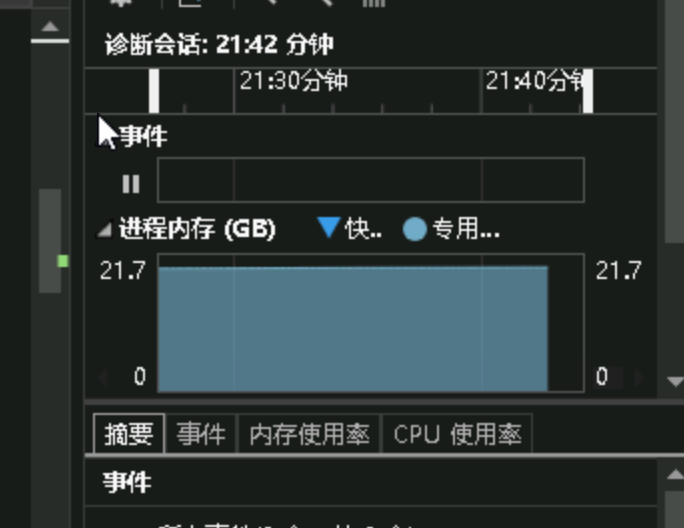 诊断会话: 21:42 分钟
21:30分钟 21:40分钟
事件
进程内存 (GB) 快.. 专用...
21.7 21.7
0 0
摘要 事件 内存使用率 CPU 使用率
事件